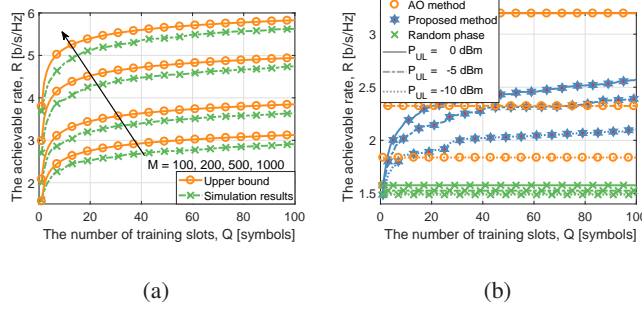 The achievable rate, R [b/s/Hz]
6
5
4
3
2
M = 100, 200, 500, 1000
Upper bound
Simulation results
0
20
40
60
80
100
The number of training slots, Q [symbols]
(a)
The achievable rate, R [b/s/Hz]
3
2.5
2
1.5
AO method
Proposed method
Random phase
P_UL = 0 dBm
P_UL = -5 dBm
P_UL = -10 dBm
0
20
40
60
80
100
The number of training slots, Q [symbols]
(b)